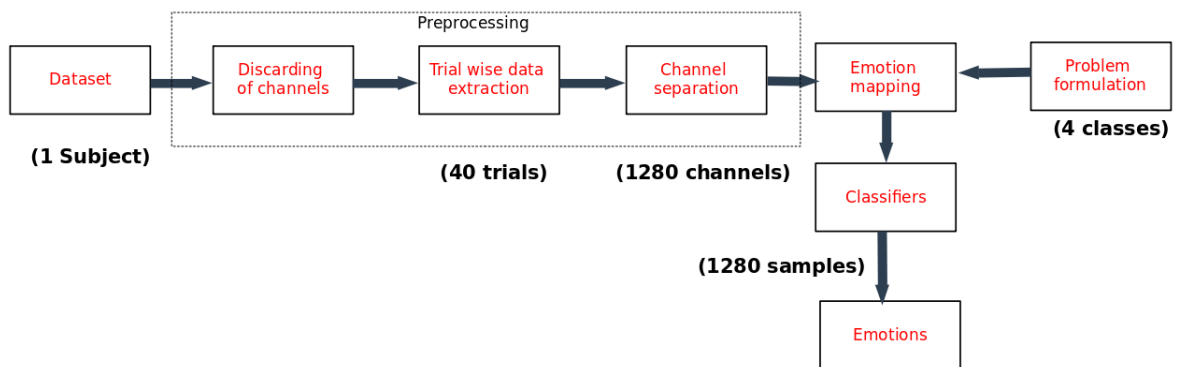 Preprocessing
Dataset
Discarding
of channels
Trial wise data
extraction
Channel
separation
Emotion
mapping
Problem
formulation
(1 Subject)
(40 trials)
(1280 channels)
(4 classes)
Classifiers
(1280 samples)
Emotions